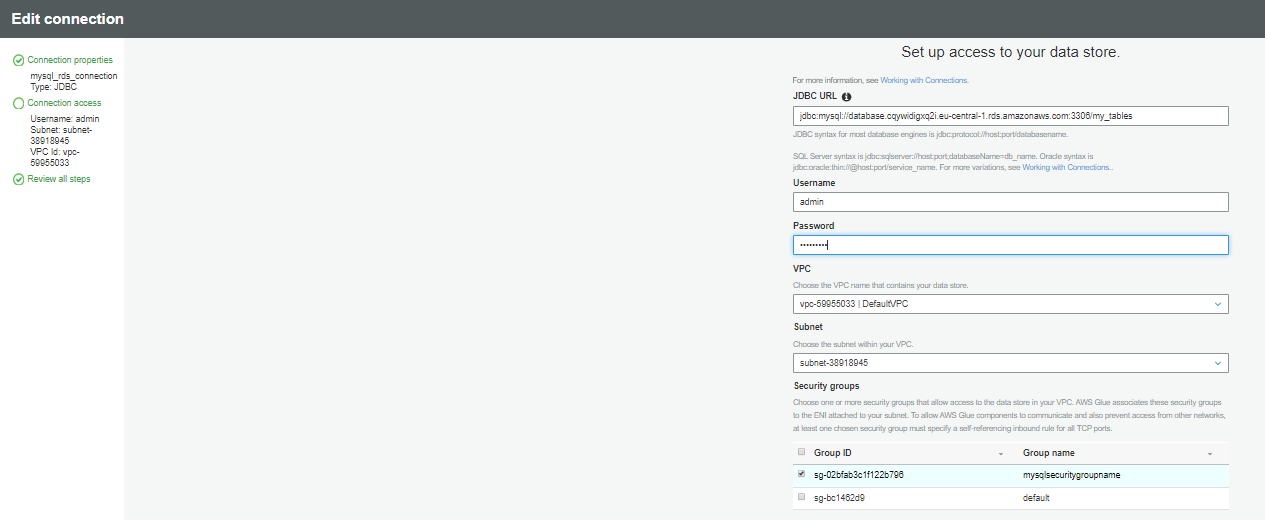 Edit connection
Connection properties
mysql_rds_connection
Type: JDBC
Connection access
Username: admin
Subnet: subnet-
38918945
VPC Id: vpc-
59955033
Review all steps
Set up access to your data store.
For more information, see Working with Connections.
JDBC URL
jdbc:mysql://database.cqywidigxq2i.eu-central-1.rds.amazonaws.com:3306/my_tables
JDBC syntax for most database engines is jdbc:protocol://host:port/databasename.
SQL Server syntax is jdbc:sqlserver://host:port;databaseName=db_name. Oracle syntax is
jdbc:oracle:thin://@host:port/service_name. For more variations, see Working with Connections..
Username
admin
Password
•••••••••
VPC
Choose the VPC name that contains your data store.
vpc-59955033 | DefaultVPC
Subnet
Choose the subnet within your VPC.
subnet-38918945
Security groups
Choose one or more security groups that allow access to the data store in your VPC. AWS Glue associates these security groups
to the ENI attached to your subnet. To allow AWS Glue components to communicate and also prevent access from other networks,
at least one chosen security group must specify a self-referencing inbound rule for all TCP ports.
Group ID Group name
sg-02bfab3c1f122b796 mysqlsecuritygroupname
sg-bc1462d9 default